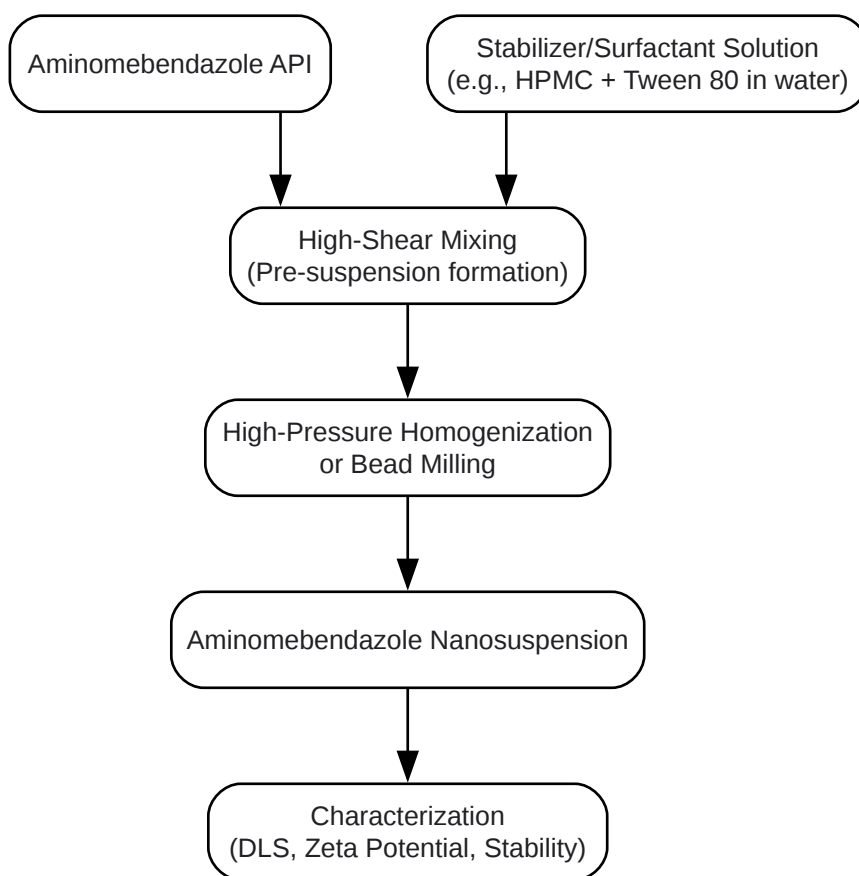 Aminomebendazole API
Stabilizer/Surfactant Solution
(e.g., HPMC + Tween 80 in water)
High-Shear Mixing
(Pre-suspension formation)
High-Pressure Homogenization
or Bead Milling
Aminomebendazole Nanosuspension
Characterization
(DLS, Zeta Potential, Stability)